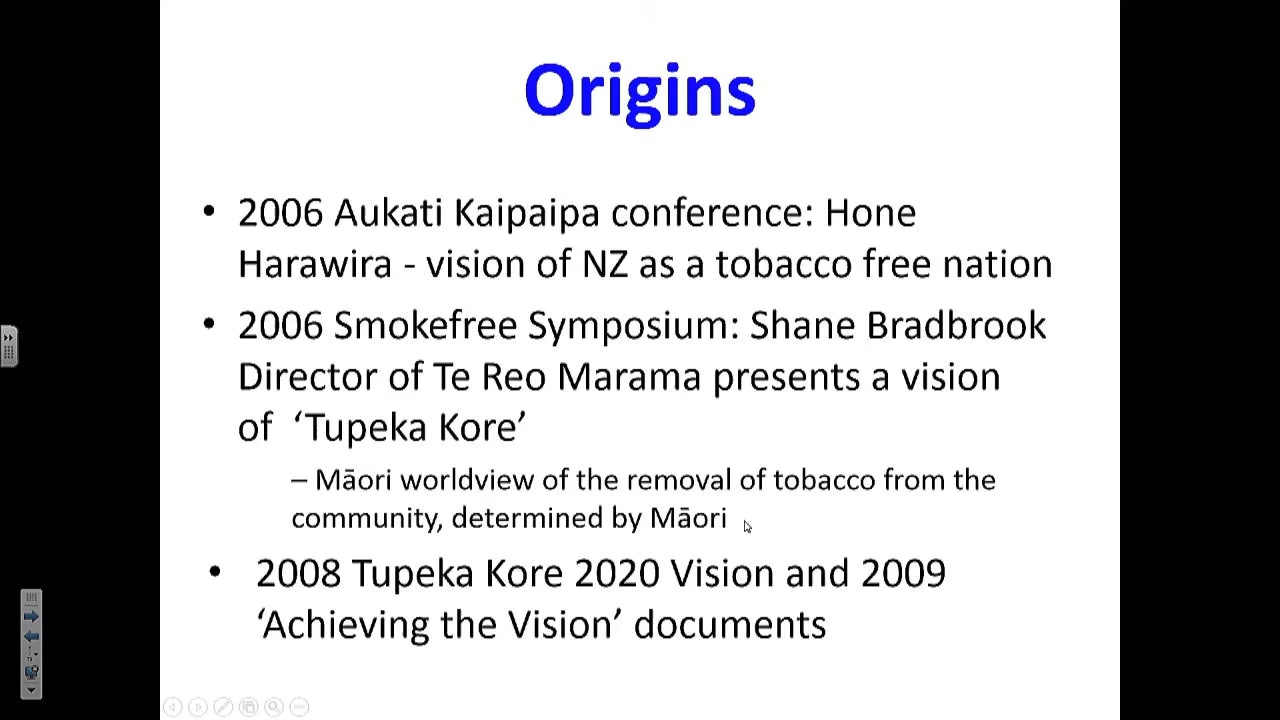 Origins
• 2006 Aukati Kaipaipa conference: Hone
Harawira - vision of NZ as a tobacco free nation
• 2006 Smokefree Symposium: Shane Bradbrook
Director of Te Reo Marama presents a vision
of ‘Tupeka Kore’
– Māori worldview of the removal of tobacco from the
community, determined by Māori
• 2008 Tupeka Kore 2020 Vision and 2009
‘Achieving the Vision’ documents